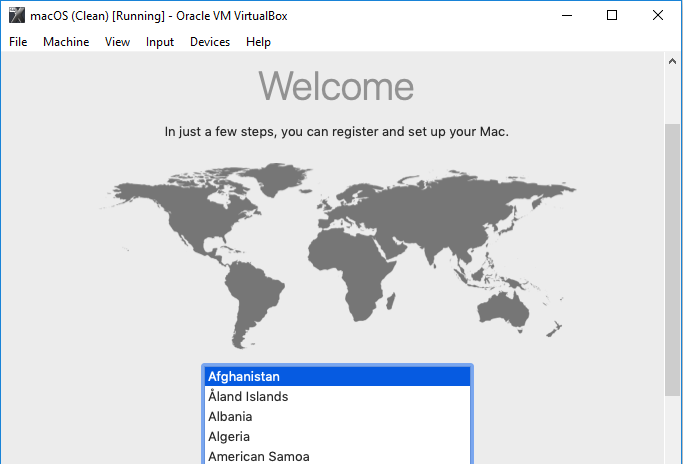 macOS (Clean) [Running] - Oracle VM VirtualBox
File Machine View Input Devices Help
Welcome
In just a few steps, you can register and set up your Mac.
Afghanistan
Åland Islands
Albania
Algeria
American Samoa